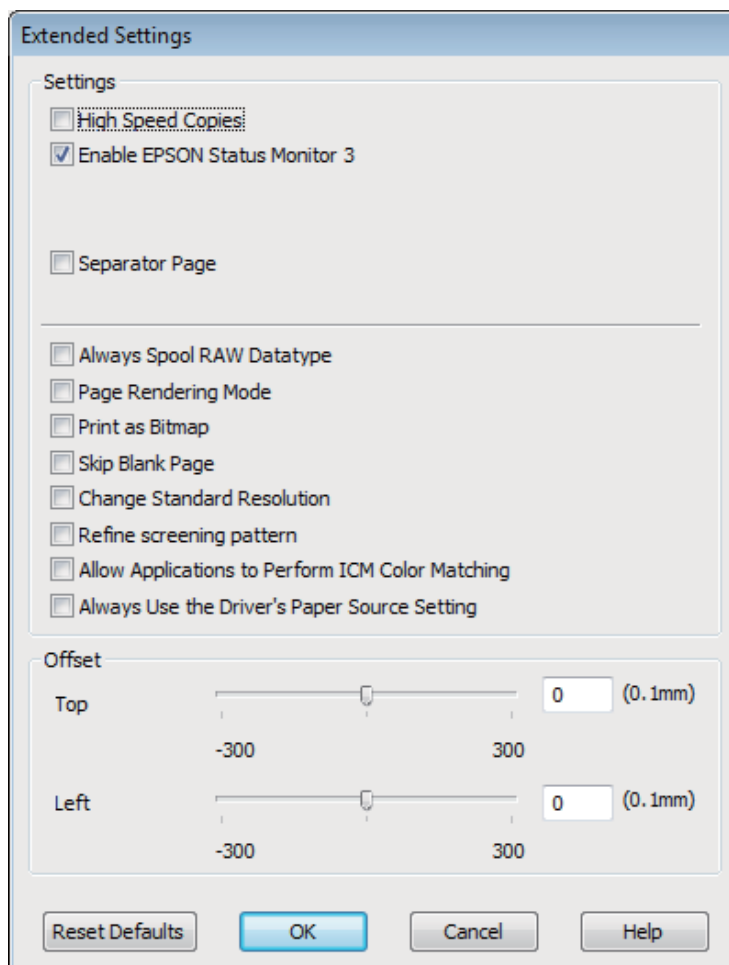 Extended Settings
Settings
High Speed Copies
Enable EPSON Status Monitor 3
Separator Page
Always Spool RAW Datatype
Page Rendering Mode
Print as Bitmap
Skip Blank Page
Change Standard Resolution
Refine screening pattern
Allow Applications to Perform ICM Color Matching
Always Use the Driver's Paper Source Setting
Offset
Top 0 (0.1mm)
-300 300
Left 0 (0.1mm)
-300 300
Reset Defaults OK Cancel Help